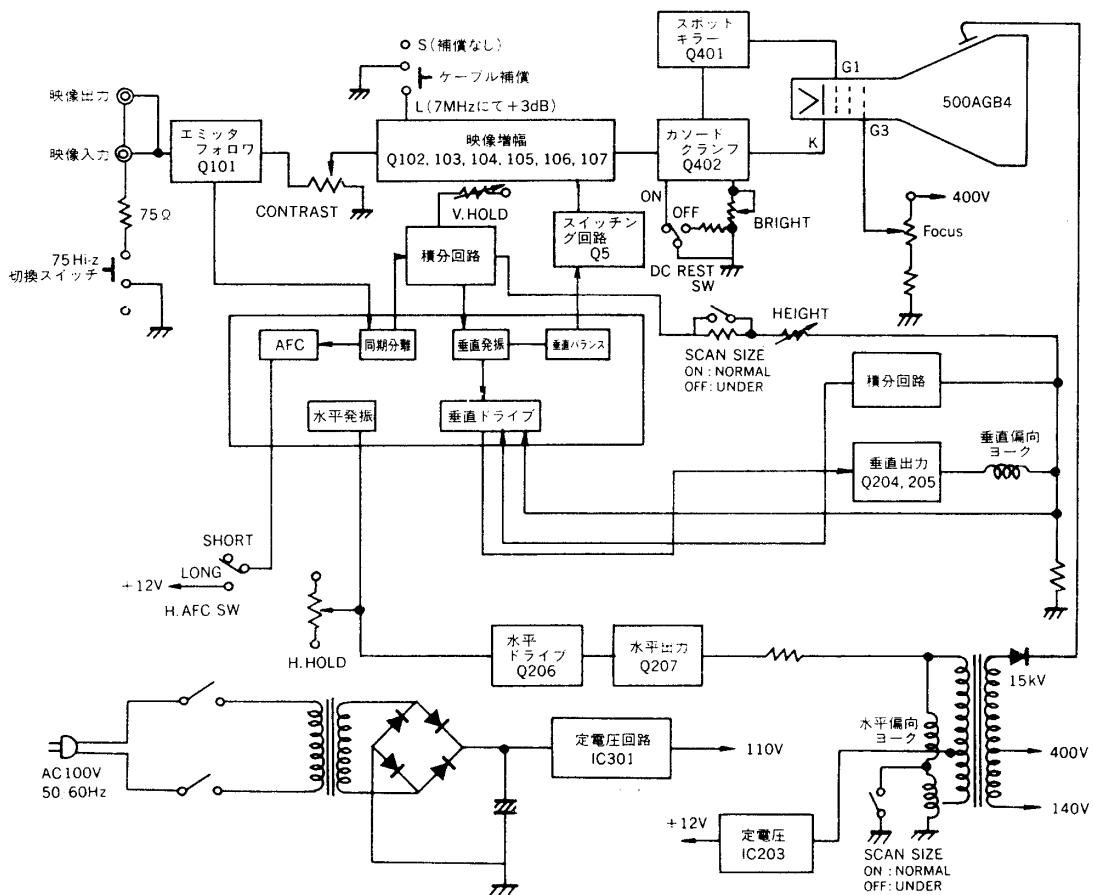 スポット
キラー
Q401
S(補償なし)
ケーブル補償
L(7MHzにて+3dB)
G1
500AGB4
G3
K
映像出力
映像入力
エミッタ
フォロワ
Q101
映像増幅
Q102, 103, 104, 105, 106, 107
カソード
クランプ
Q402
400V
Focus
CONTRAST
V.HOLD
ON
OFF
BRIGHT
DC REST
SW
75Ω
75 Hi-z
切換スイッチ
積分回路
スイッチン
グ回路
Q5
HEIGHT
SCAN SIZE
ON : NORMAL
OFF: UNDER
AFC
同期分離
垂直発振
垂直バランス
水平発振
垂直ドライブ
積分回路
垂直偏向
ヨーク
垂直出力
Q204, 205
SHORT
LONG
+12V
H.AFC SW
H.HOLD
水平
ドライブ
Q206
水平出力
Q207
15kV
水平偏向
ヨーク
AC100V
50-60Hz
定電圧回路
IC301
110V
400V
140V
+12V
定電圧
IC203
SCAN SIZE
ON : NORMAL
OFF: UNDER